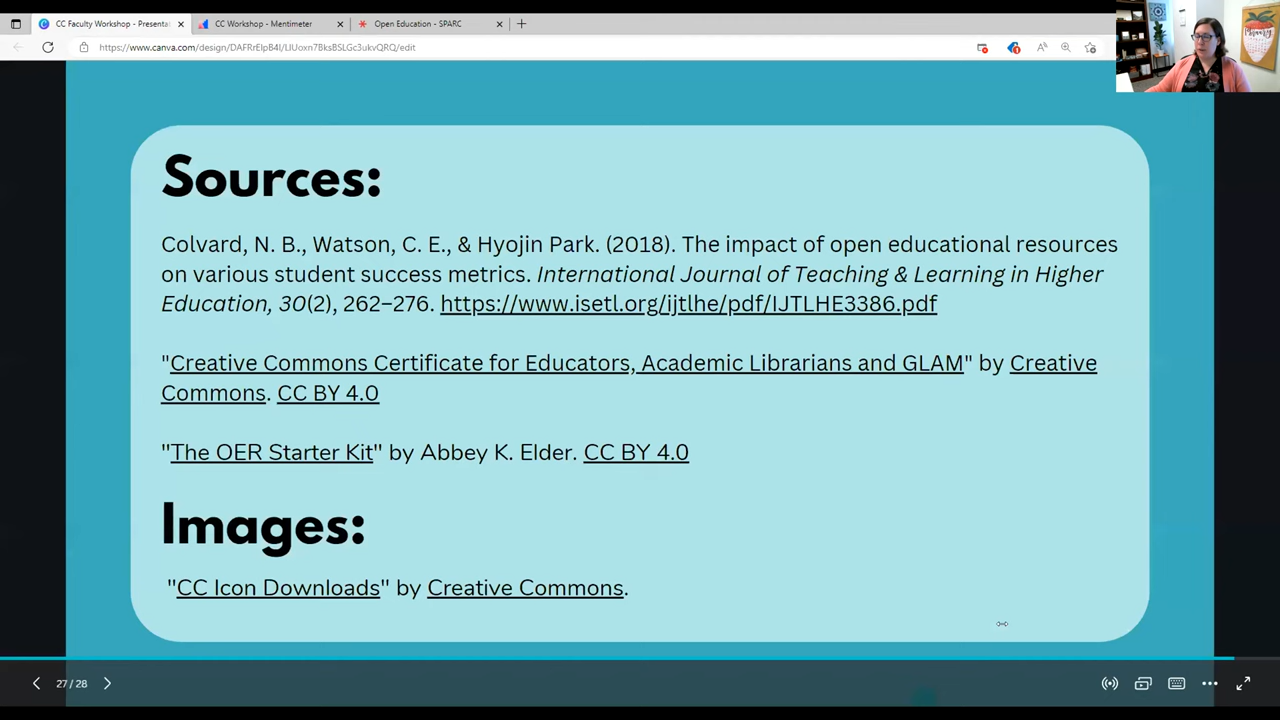 CC Faculty Workshop - Presenta
CC Workshop - Mentimeter
Open Education - SPARC
https://www.canva.com/design/DAFRrElpB4I/LIUoxn7BksBSLGc3ukvQRQ/edit
Sources:
Colvard, N. B., Watson, C. E., & Hyojin Park. (2018). The impact of open educational resources
on various student success metrics. International Journal of Teaching & Learning in Higher
Education, 30(2), 262–276. https://www.isetl.org/ijtlhe/pdf/IJTLHE3386.pdf
"Creative Commons Certificate for Educators, Academic Librarians and GLAM" by Creative
Commons. CC BY 4.0
"The OER Starter Kit" by Abbey K. Elder. CC BY 4.0
Images:
"CC Icon Downloads" by Creative Commons.
27 / 28